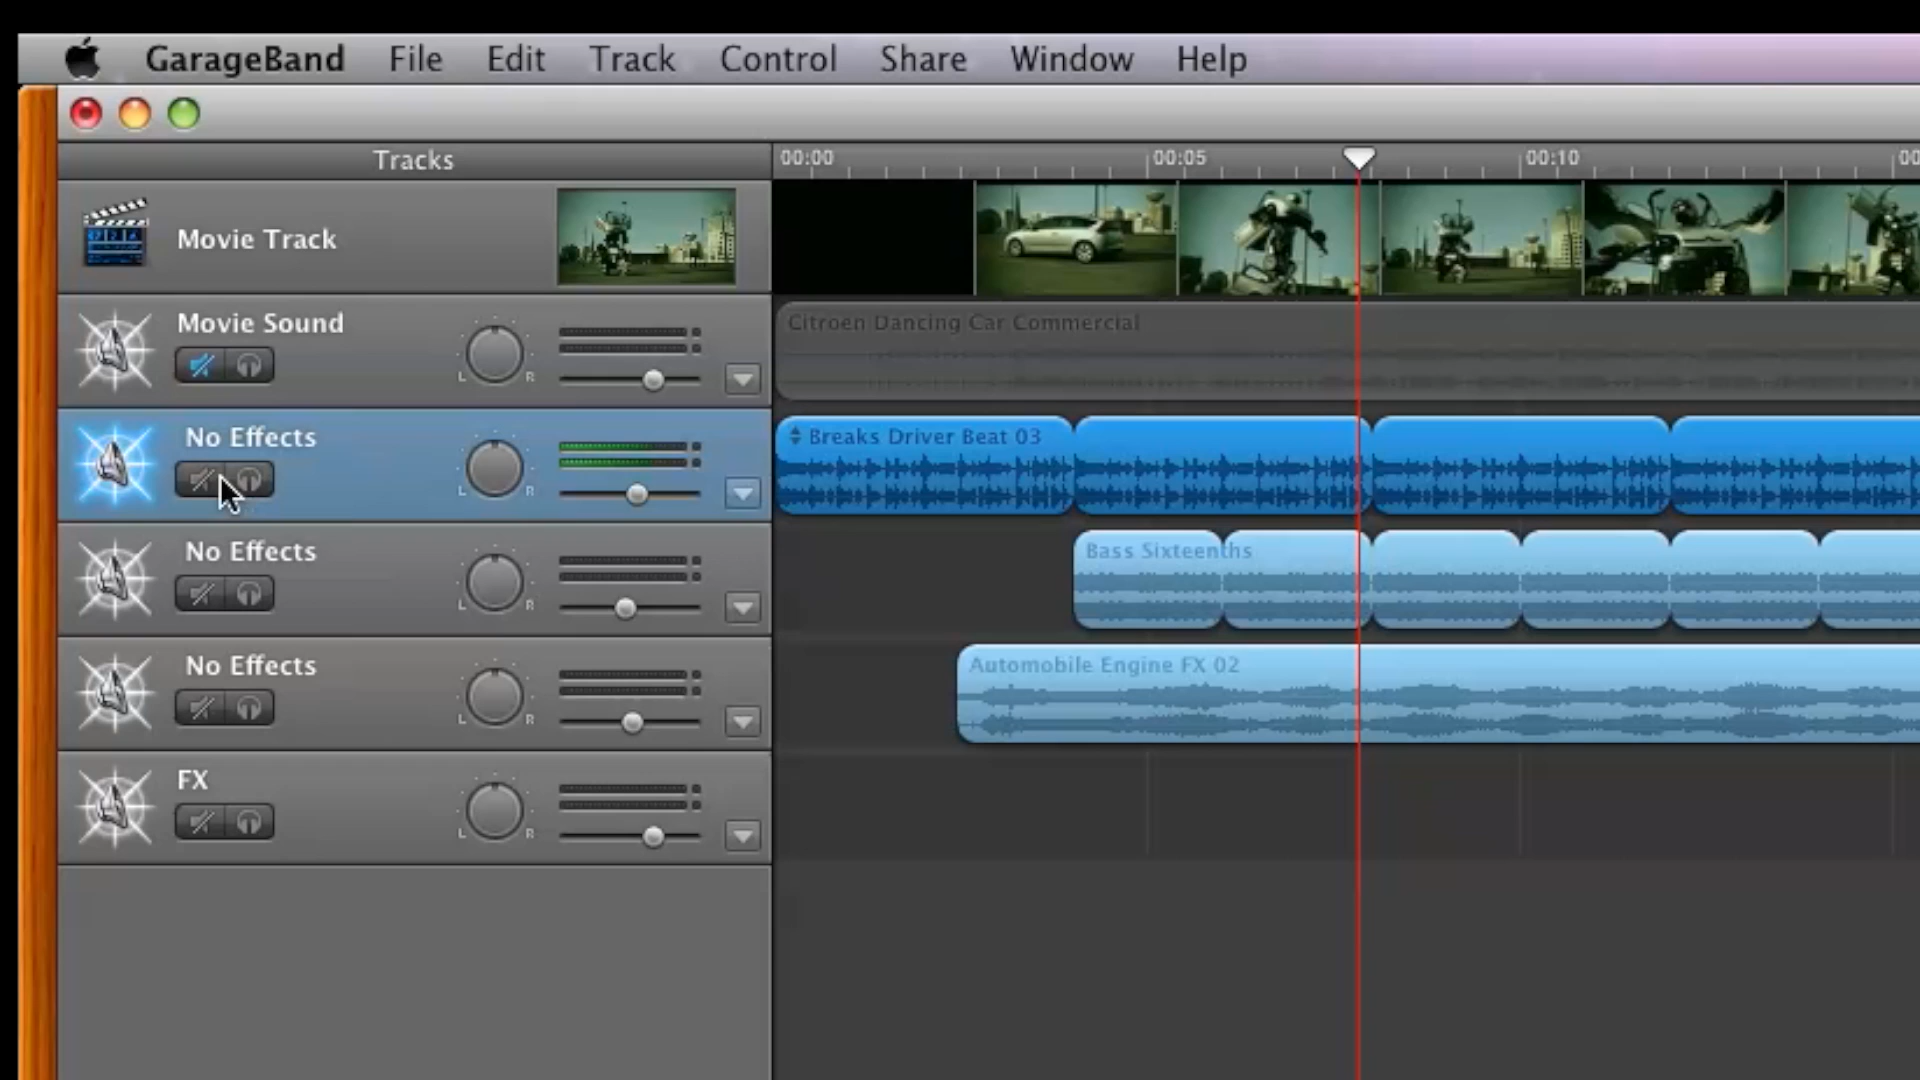 GarageBand File Edit Track Control Share Window Help
Tracks 00:00 00:05 00:10 00
Movie Track
Movie Sound
L R
Citroen Dancing Car Commercial
No Effects
L R
Breaks Driver Beat 03
No Effects
L R
Bass Sixteenths
No Effects
L R
Automobile Engine FX 02
FX
L R